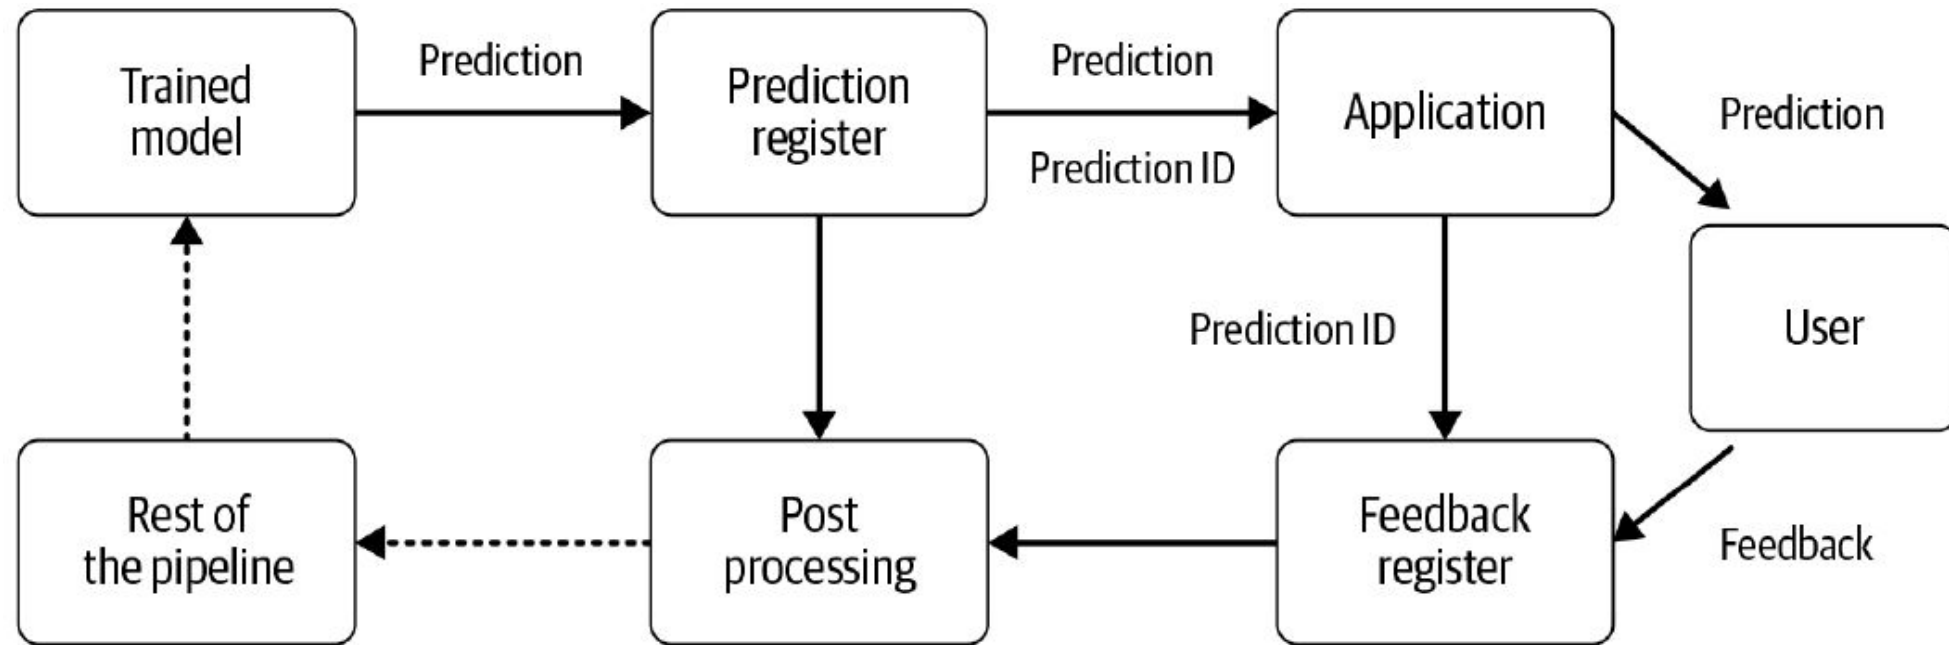 Trained
model
Prediction
Prediction
register
Prediction
Prediction ID
Application
Prediction
User
Prediction ID
Feedback
Feedback
register
Post
processing
Rest of
the pipeline